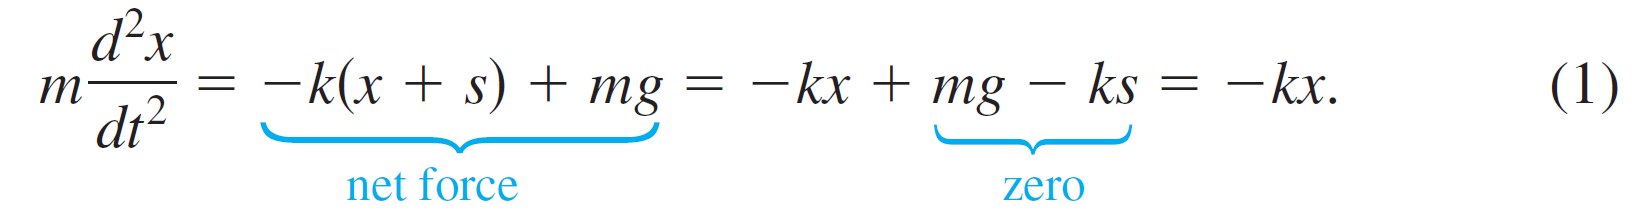 m d²x/dt² = −k(x + s) + mg = −kx + mg − ks = −kx. (1)
net force zero